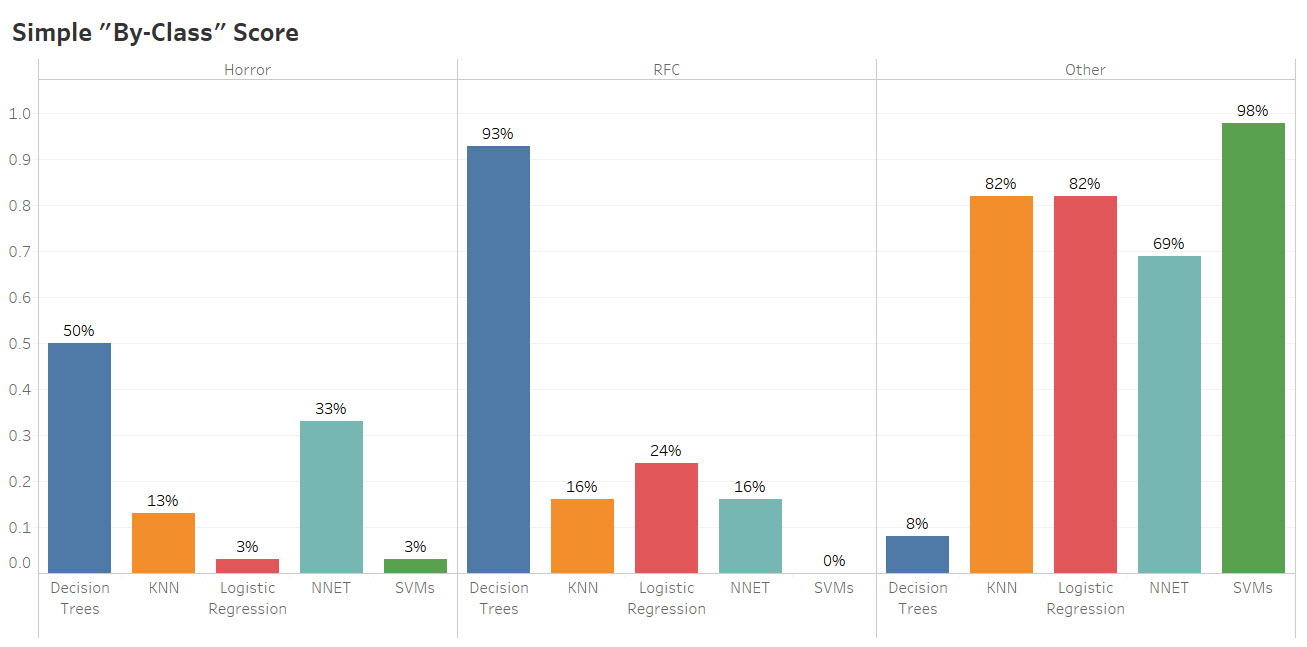 Simple ”By-Class” Score
Horror RFC Other
1.0
0.9
0.8
0.7
0.6
0.5
0.4
0.3
0.2
0.1
0.0
50% 13% 3% 33% 3%
93% 16% 24% 16% 0%
8% 82% 82% 69% 98%
Decision Trees KNN Logistic Regression NNET SVMs
Decision Trees KNN Logistic Regression NNET SVMs
Decision Trees KNN Logistic Regression NNET SVMs